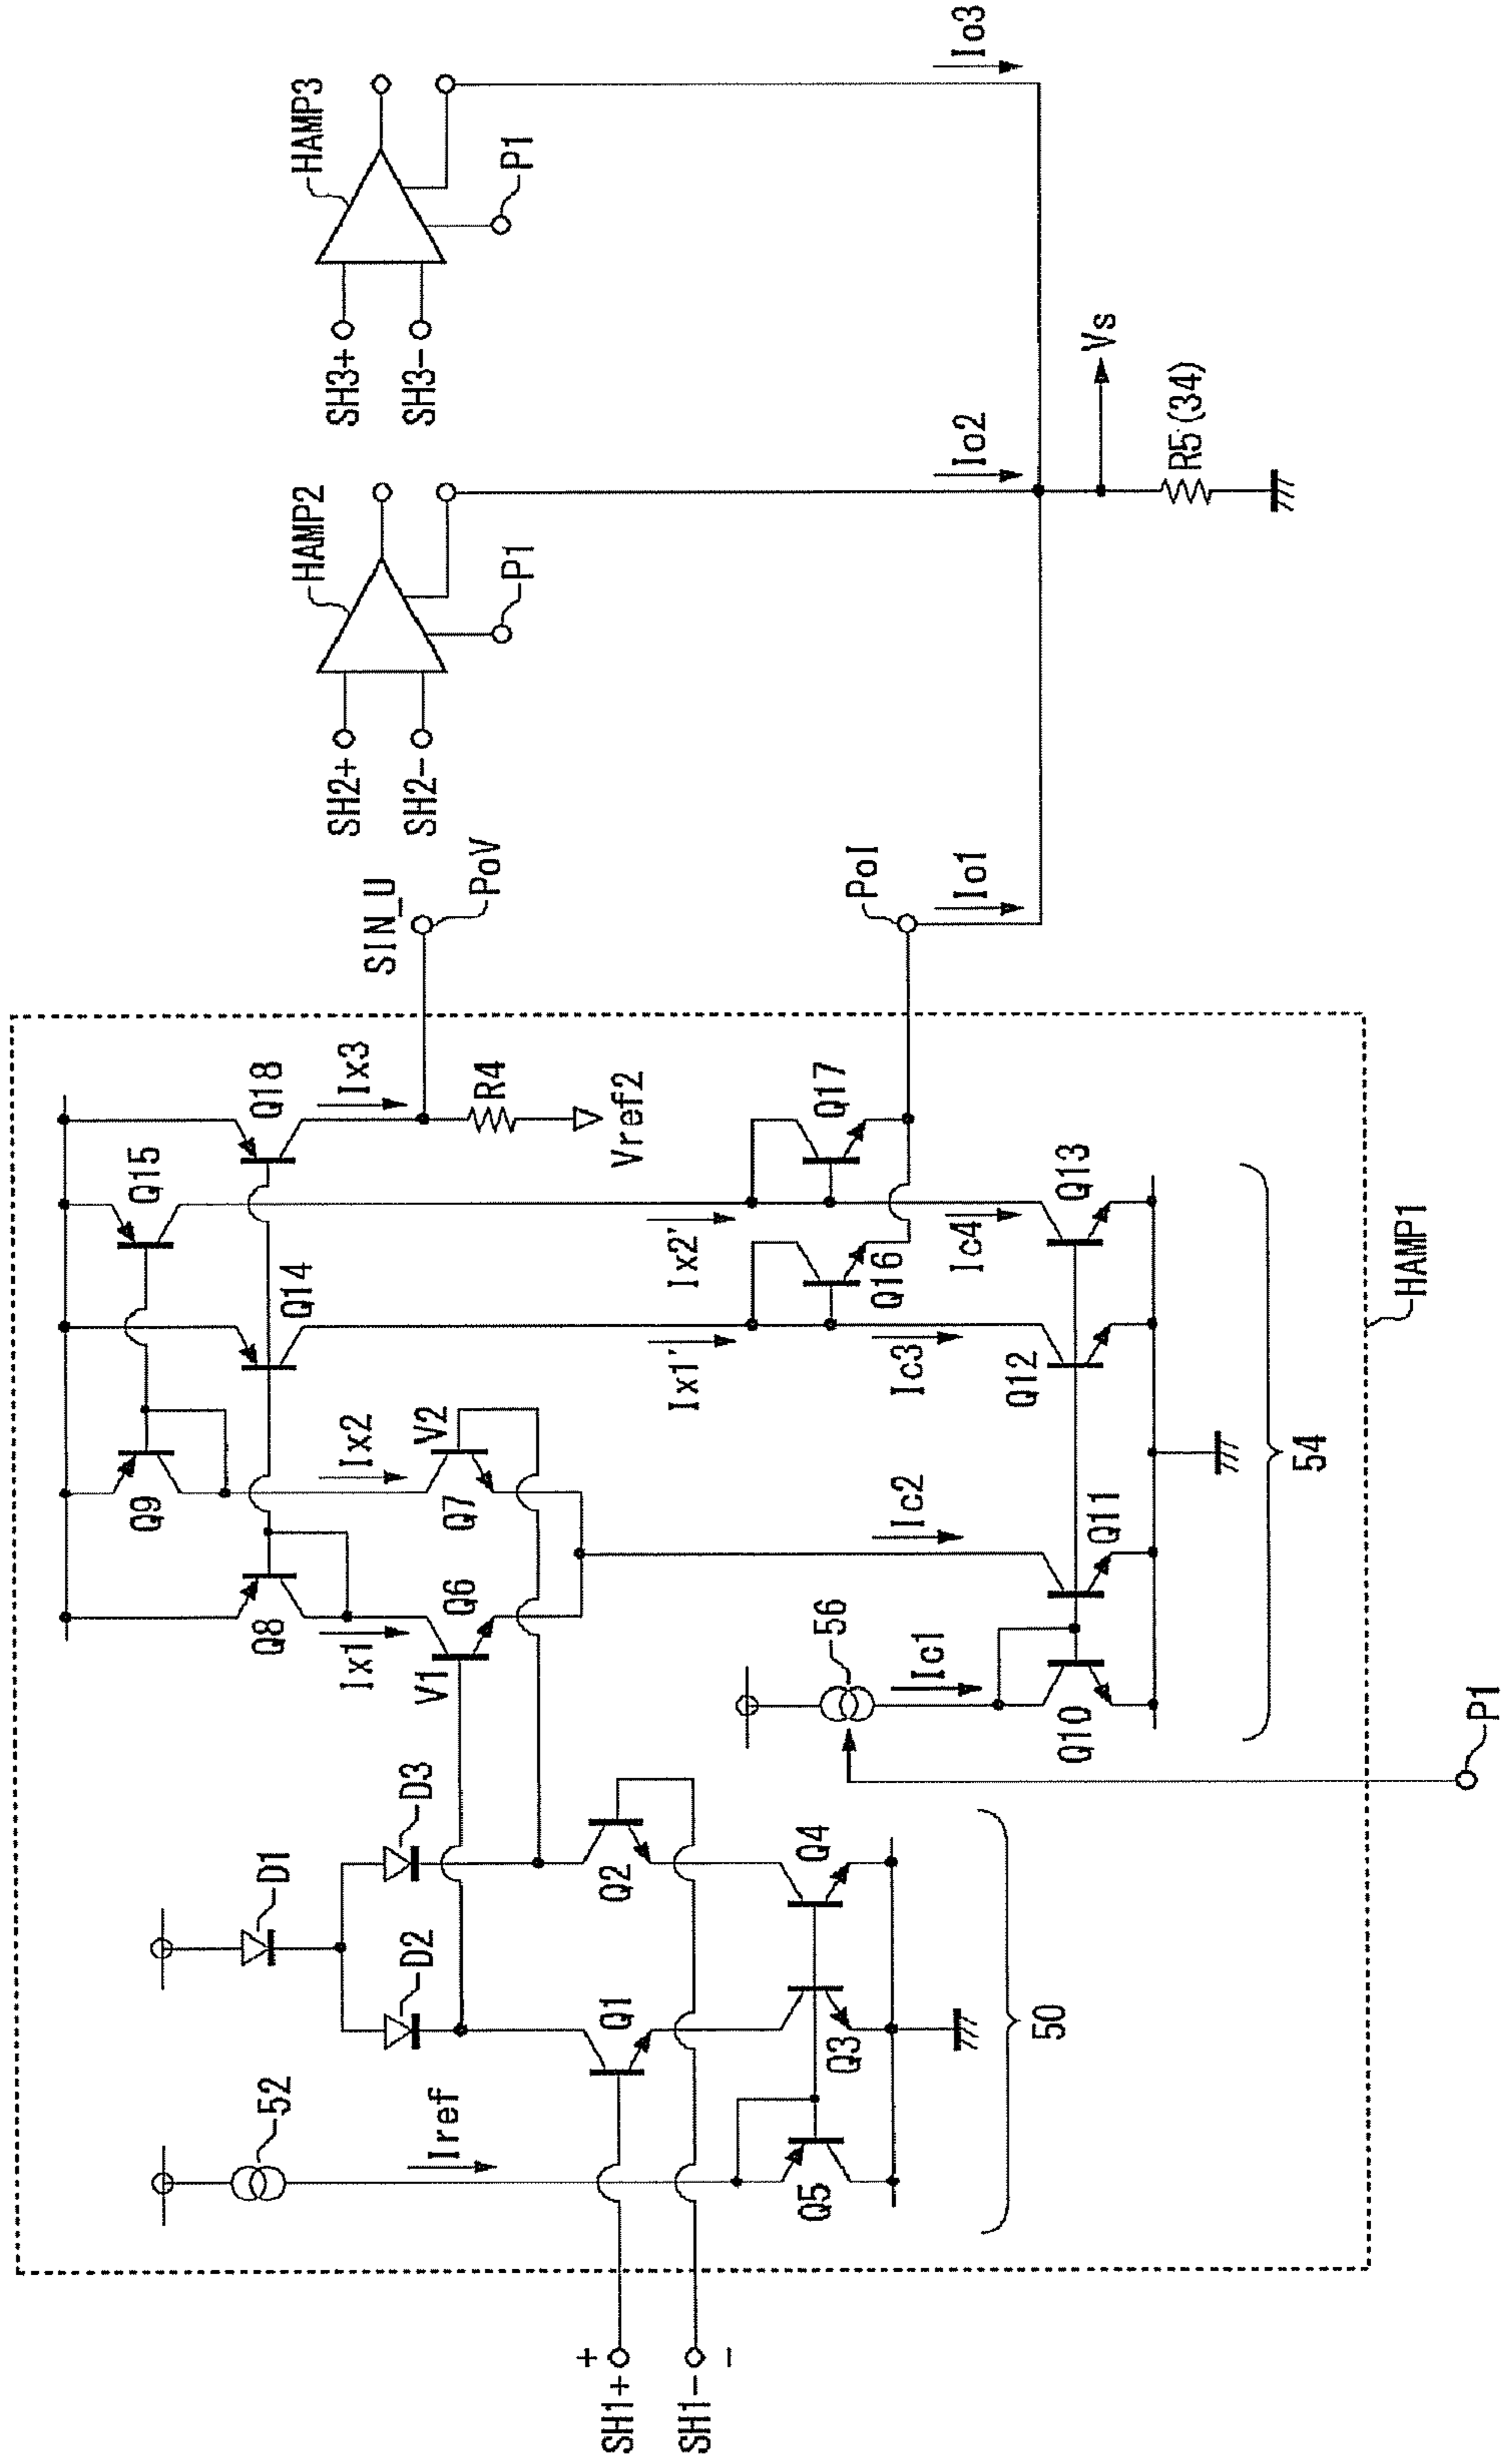 SH1+
+
SH1-
-
52
Iref
Q5
50
D1
D2
D3
Q1
Q2
Q3
Q4
P1
56
Ic1
Q10
Q11
Ic2
V1
V2
Q6
Q7
Ix1
Ix2
Q8
Q9
Q14
Q15
Q18
Ix3
R4
Vref2
Ix1'
Ix2'
Q16
Q17
Ic3
Ic4
Q12
Q13
54
HAMP1
SIN_U
PoV
PoI
Io1
SH2+
SH2-
HAMP2
P1
Io2
Vs
R5(34)
SH3+
SH3-
HAMP3
P1
Io3